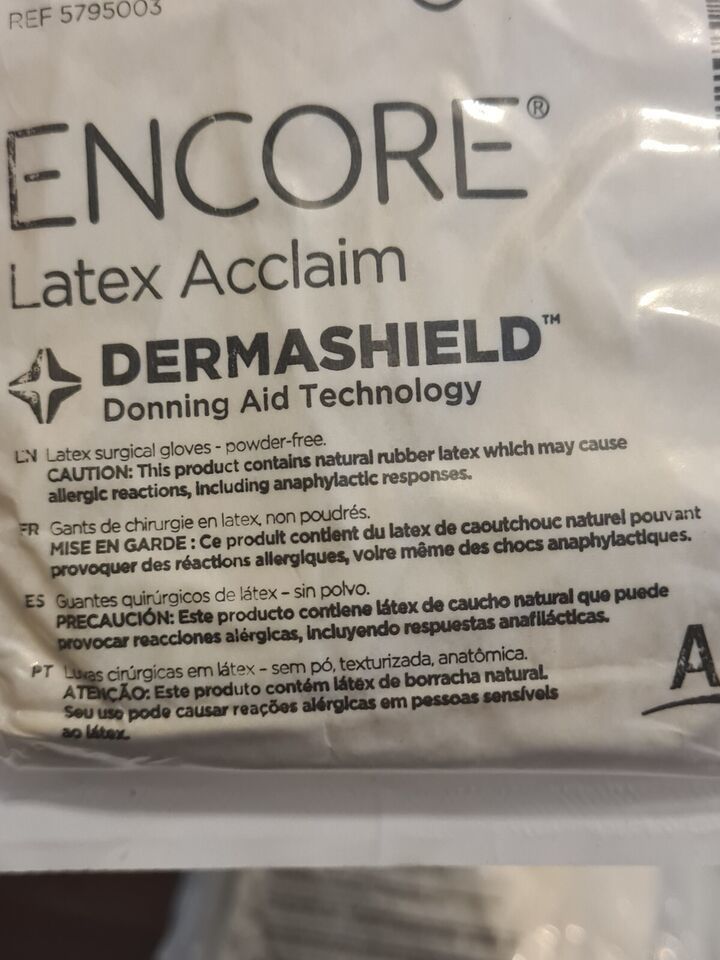 REF 5795003
ENCORE®
Latex Acclaim
DERMASHIELD™
Donning Aid Technology
EN Latex surgical gloves - powder-free.
CAUTION: This product contains natural rubber latex which may cause
allergic reactions, including anaphylactic responses.
FR Gants de chirurgie en latex, non poudrés.
MISE EN GARDE : Ce produit contient du latex de caoutchouc naturel pouvant
provoquer des réactions allergiques, voire même des chocs anaphylactiques.
ES Guantes quirúrgicos de látex – sin polvo.
PRECAUCIÓN: Este producto contiene látex de caucho natural que puede
provocar reacciones alérgicas, incluyendo respuestas anafilácticas.
PT Luvas cirúrgicas em látex – sem pó, texturizada, anatômica.
ATENÇÃO: Este produto contém látex de borracha natural.
Seu uso pode causar reações alérgicas em pessoas sensíveis
ao látex.
A